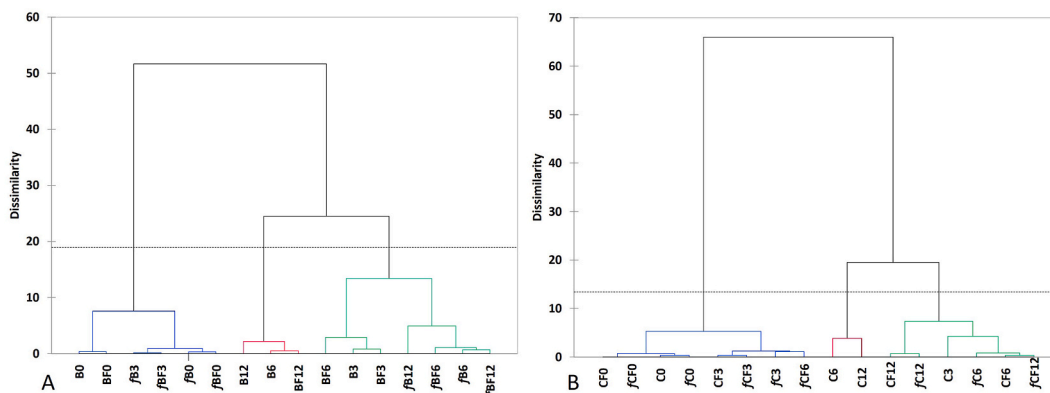 60
50
40
30
20
10
0
Dissimilarity
B0 BF0 fB3 fBF3 fB0 fBF0 B12 B6 BF12 BF6 B3 BF3 fB12 fBF6 fB6 fBF12
A
70
60
50
40
30
20
10
0
Dissimilarity
CF0 fCF0 C0 fC0 CF3 fCF3 fC3 fCF6 C6 C12 CF12 fC12 C3 fC6 CF6 fCF12
B